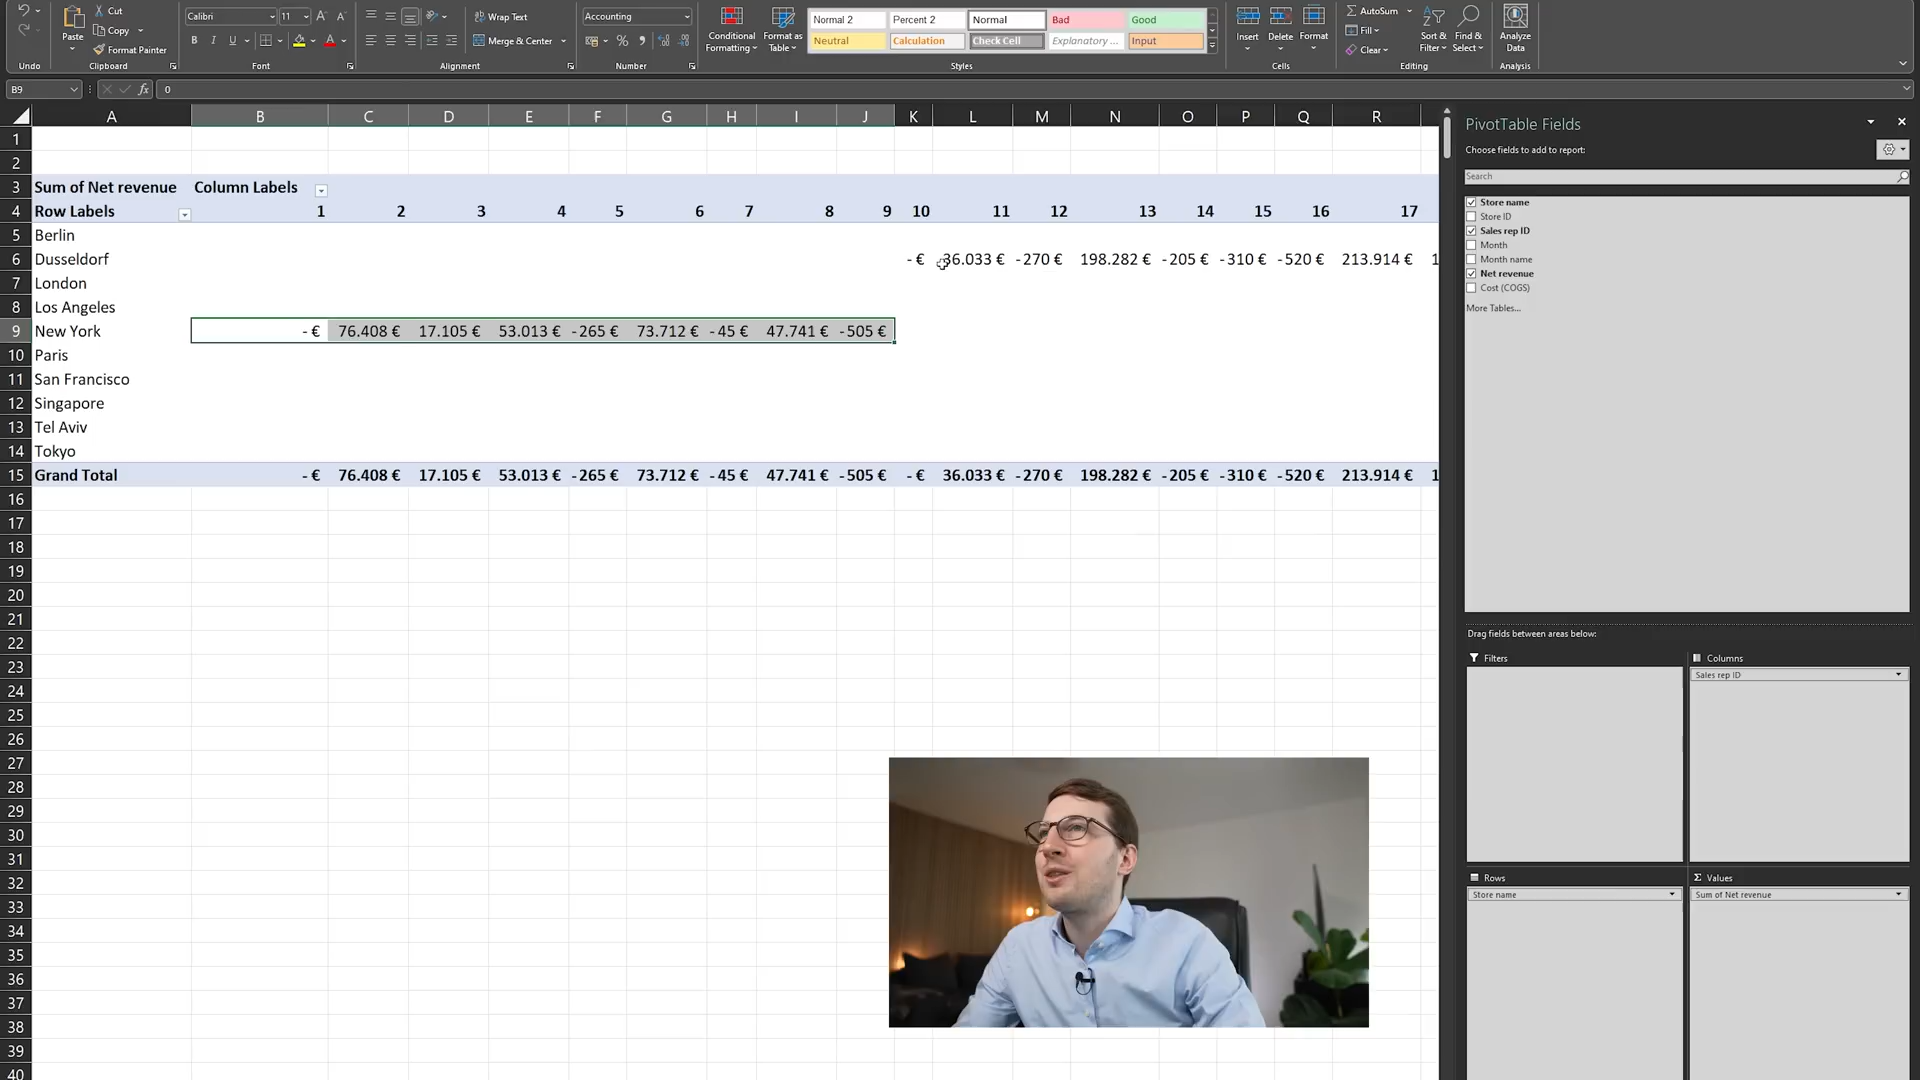 Calibri 11 Wrap Text Accounting Normal 2 Percent 2 Normal Bad Good AutoSum
Cut
Copy
Format Painter
Paste
B I U A Merge & Center % Conditional Formatting Format as Table Neutral Calculation Check Cell Explanatory ... Input Insert Delete Format Fill Clear Sort & Filter Find & Select Analyze Data
Undo Clipboard Font Alignment Number Styles Cells Editing Analysis
B9 fx 0
A B C D E F G H I J K L M N O P Q R
1
2
3 Sum of Net revenue Column Labels
4 Row Labels 1 2 3 4 5 6 7 8 9 10 11 12 13 14 15 16 17
5 Berlin
6 Dusseldorf - € 36.033 € -270 € 198.282 € -205 € -310 € -520 € 213.914 € 1
7 London
8 Los Angeles
9 New York - € 76.408 € 17.105 € 53.013 € -265 € 73.712 € -45 € 47.741 € -505 €
10 Paris
11 San Francisco
12 Singapore
13 Tel Aviv
14 Tokyo
15 Grand Total - € 76.408 € 17.105 € 53.013 € -265 € 73.712 € -45 € 47.741 € -505 € - € 36.033 € -270 € 198.282 € -205 € -310 € -520 € 213.914 € 1
16
17
18
19
20
21
22
23
24
25
26
27
28
29
30
31
32
33
34
35
36
37
38
39
40
PivotTable Fields
Choose fields to add to report:
Search
Store name
Store ID
Sales rep ID
Month
Month name
Net revenue
Cost (COGS)
More Tables...
Drag fields between areas below:
Filters
Columns
Sales rep ID
Rows
Store name
Values
Sum of Net revenue